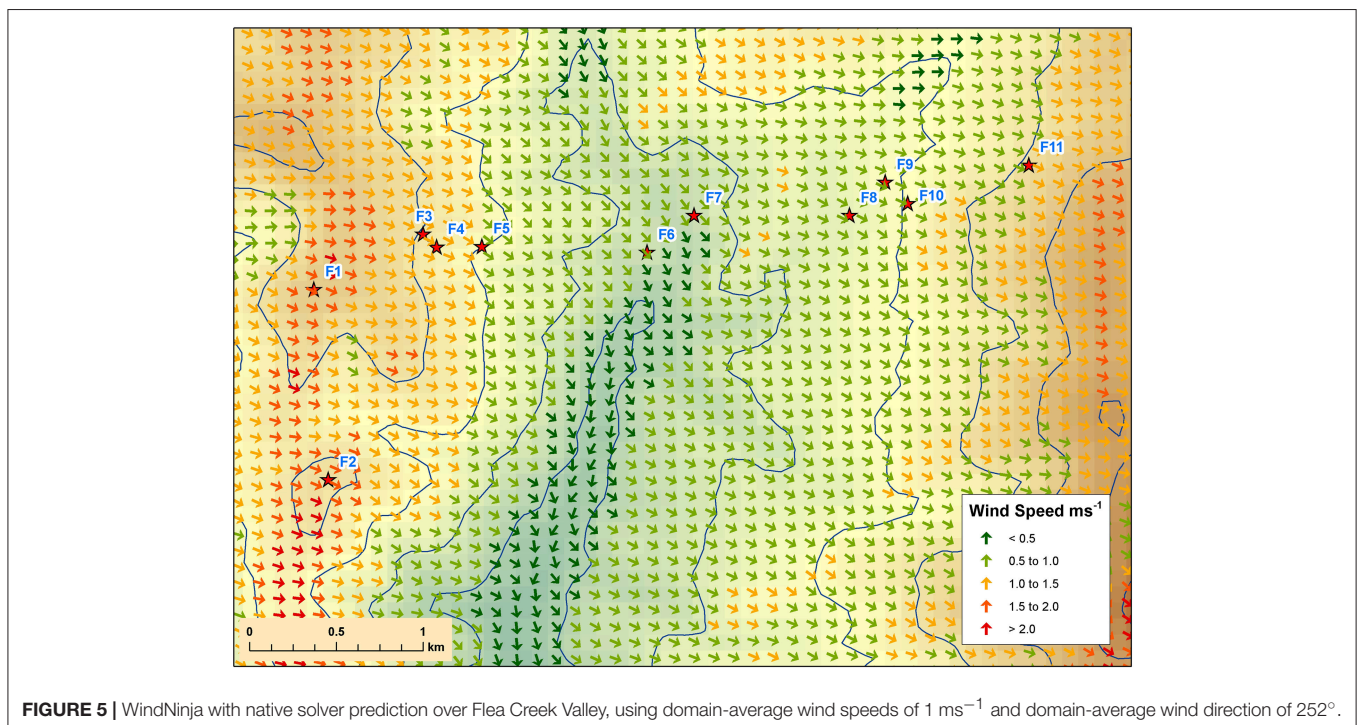 F11
F9
F10
F8
F7
F3
F4
F5
F6
F1
F2
Wind Speed ms-1
< 0.5
0.5 to 1.0
1.0 to 1.5
1.5 to 2.0
> 2.0
0 0.5 1
km
FIGURE 5 | WindNinja with native solver prediction over Flea Creek Valley, using domain-average wind speeds of 1 ms−1 and domain-average wind direction of 252°.